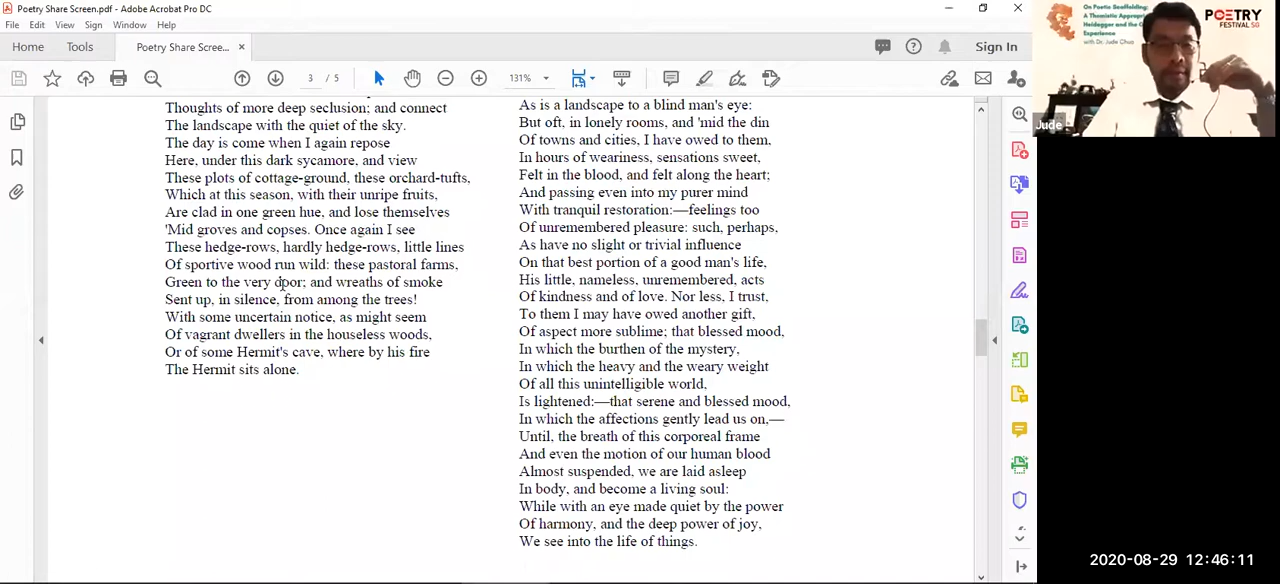 Poetry Share Screen.pdf - Adobe Acrobat Pro DC
File Edit View Sign Window Help
Home Tools Poetry Share Scree... ×
Sign In
3 / 5
131%
Thoughts of more deep seclusion; and connect
The landscape with the quiet of the sky.
The day is come when I again repose
Here, under this dark sycamore, and view
These plots of cottage-ground, these orchard-tufts,
Which at this season, with their unripe fruits,
Are clad in one green hue, and lose themselves
'Mid groves and copses. Once again I see
These hedge-rows, hardly hedge-rows, little lines
Of sportive wood run wild: these pastoral farms,
Green to the very door; and wreaths of smoke
Sent up, in silence, from among the trees!
With some uncertain notice, as might seem
Of vagrant dwellers in the houseless woods,
Or of some Hermit's cave, where by his fire
The Hermit sits alone.
As is a landscape to a blind man's eye:
But oft, in lonely rooms, and 'mid the din
Of towns and cities, I have owed to them,
In hours of weariness, sensations sweet,
Felt in the blood, and felt along the heart;
And passing even into my purer mind
With tranquil restoration:—feelings too
Of unremembered pleasure: such, perhaps,
As have no slight or trivial influence
On that best portion of a good man's life,
His little, nameless, unremembered, acts
Of kindness and of love. Nor less, I trust,
To them I may have owed another gift,
Of aspect more sublime; that blessed mood,
In which the burthen of the mystery,
In which the heavy and the weary weight
Of all this unintelligible world,
Is lightened:—that serene and blessed mood,
In which the affections gently lead us on,—
Until, the breath of this corporeal frame
And even the motion of our human blood
Almost suspended, we are laid asleep
In body, and become a living soul:
While with an eye made quiet by the power
Of harmony, and the deep power of joy,
We see into the life of things.
On Poetic Scaffolding:
A Thomistic Appropria
Heidegger and the C
Experience
with Dr. Jude Chua
POETRY
FESTIVAL SG
Jude
2020-08-29 12:46:11